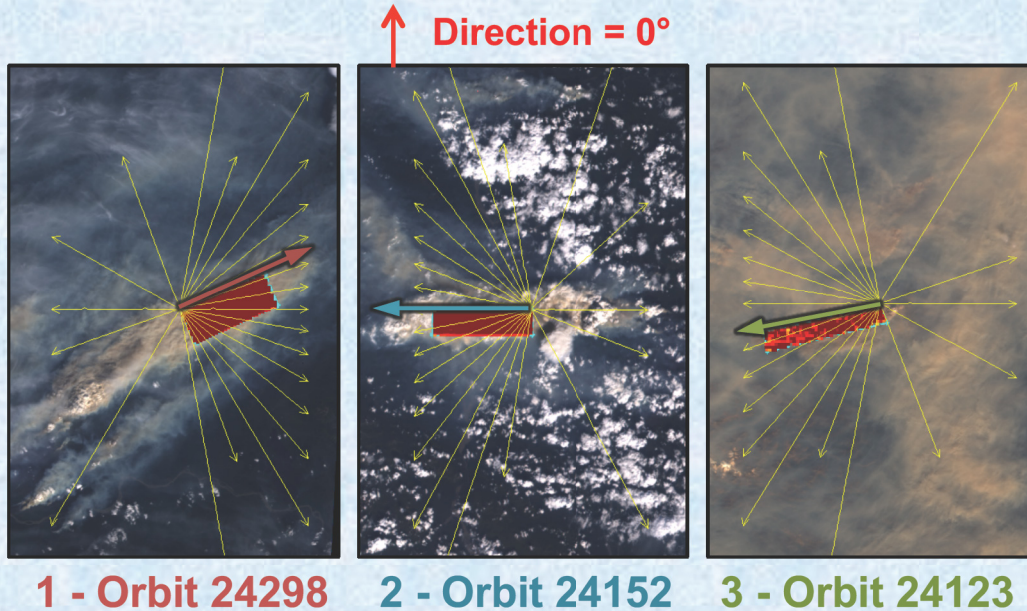 Direction = 0°
1 - Orbit 24298
2 - Orbit 24152
3 - Orbit 24123